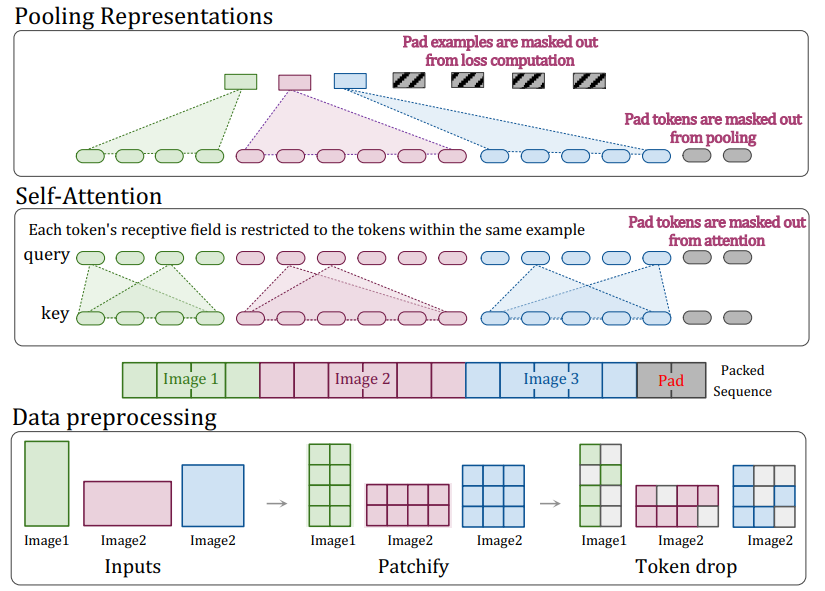 Pooling Representations
Pad examples are masked out
from loss computation
Pad tokens are masked out
from pooling
Self-Attention
Each token's receptive field is restricted to the tokens within the same example
Pad tokens are masked out
from attention
query
key
Image 1
Image 2
Image 3
Pad
Packed
Sequence
Data preprocessing
Image1
Image2
Image2
Inputs
Image1
Image2
Image2
Patchify
Image1
Image2
Image2
Token drop